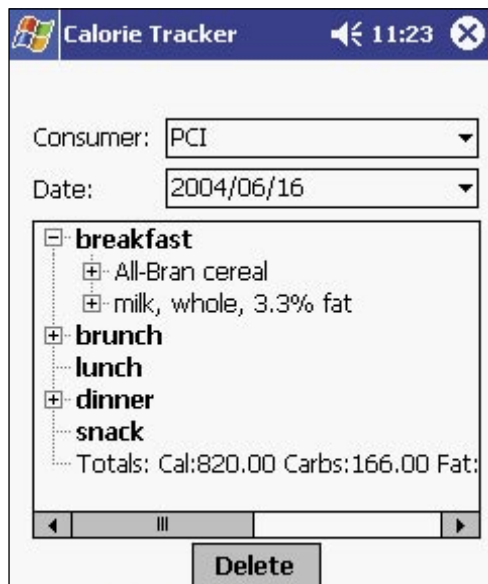 Calorie Tracker 11:23
Consumer: PCI
Date: 2004/06/16
breakfast
All-Bran cereal
milk, whole, 3.3% fat
brunch
lunch
dinner
snack
Totals: Cal:820.00 Carbs:166.00 Fat:
Delete